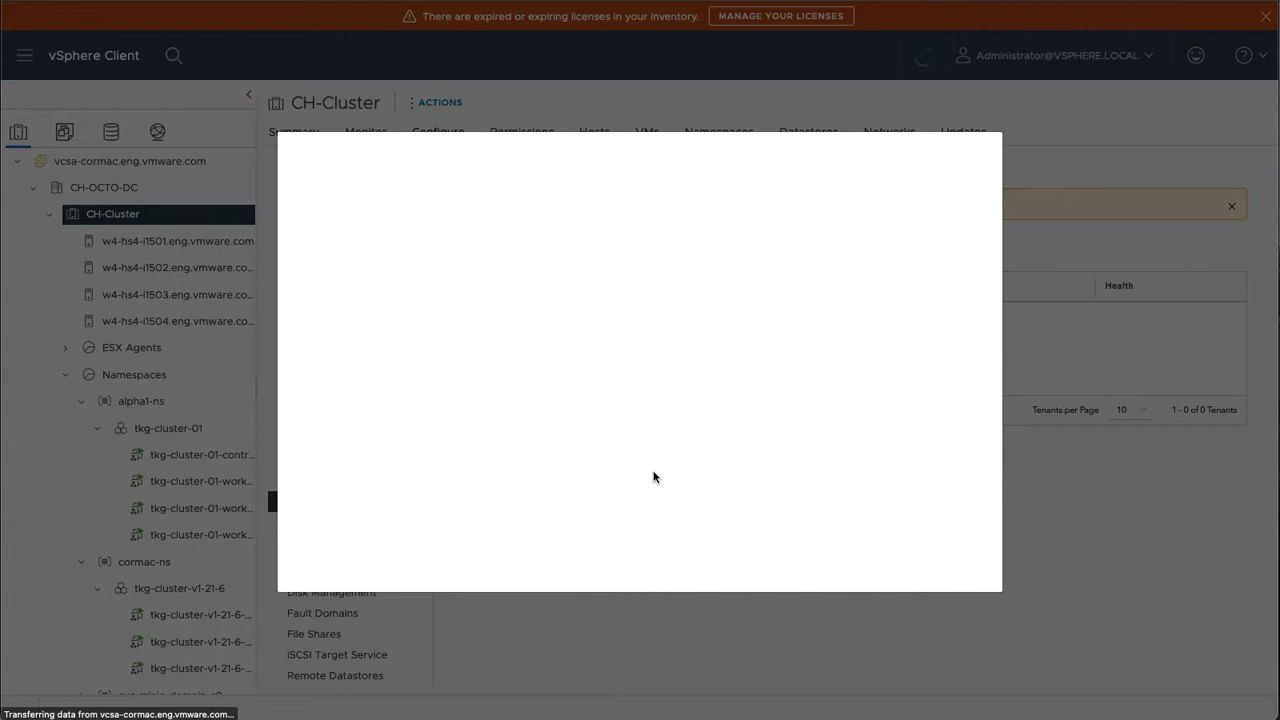 There are expired or expiring licenses in your inventory. MANAGE YOUR LICENSES
vSphere Client
Administrator@VSPHERE.LOCAL
CH-Cluster
ACTIONS
Summary Monitor Configure Permissions Hosts VMs Namespaces Datastores Networks Updates
vcsa-cormac.eng.vmware.com
CH-OCTO-DC
CH-Cluster
w4-hs4-i1501.eng.vmware.com
w4-hs4-i1502.eng.vmware.co...
w4-hs4-i1503.eng.vmware.co...
w4-hs4-i1504.eng.vmware.co...
ESX Agents
Namespaces
alpha1-ns
tkg-cluster-01
tkg-cluster-01-contr...
tkg-cluster-01-work...
tkg-cluster-01-work...
tkg-cluster-01-work...
cormac-ns
tkg-cluster-v1-21-6
tkg-cluster-v1-21-6-...
tkg-cluster-v1-21-6-...
tkg-cluster-v1-21-6-...
Health
Tenants per Page 10 1 - 0 of 0 Tenants
Disk Management
Fault Domains
File Shares
iSCSI Target Service
Remote Datastores
Transferring data from vcsa-cormac.eng.vmware.com...